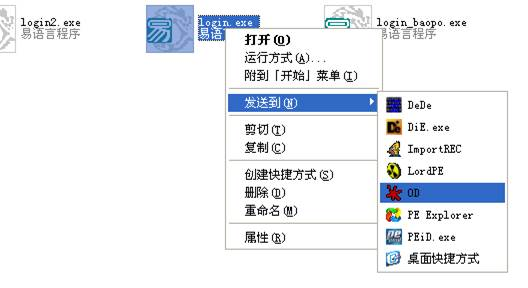 login2.exe
易语言程序
login.exe
易语
login_baopo.exe
易语言程序
打开(O)
运行方式(A)...
附到「开始」菜单(I)
发送到(N)
剪切(T)
复制(C)
创建快捷方式(S)
删除(D)
重命名(M)
属性(R)
DeDe
DiE.exe
ImportREC
LordPE
OD
PE Explorer
PEiD.exe
桌面快捷方式